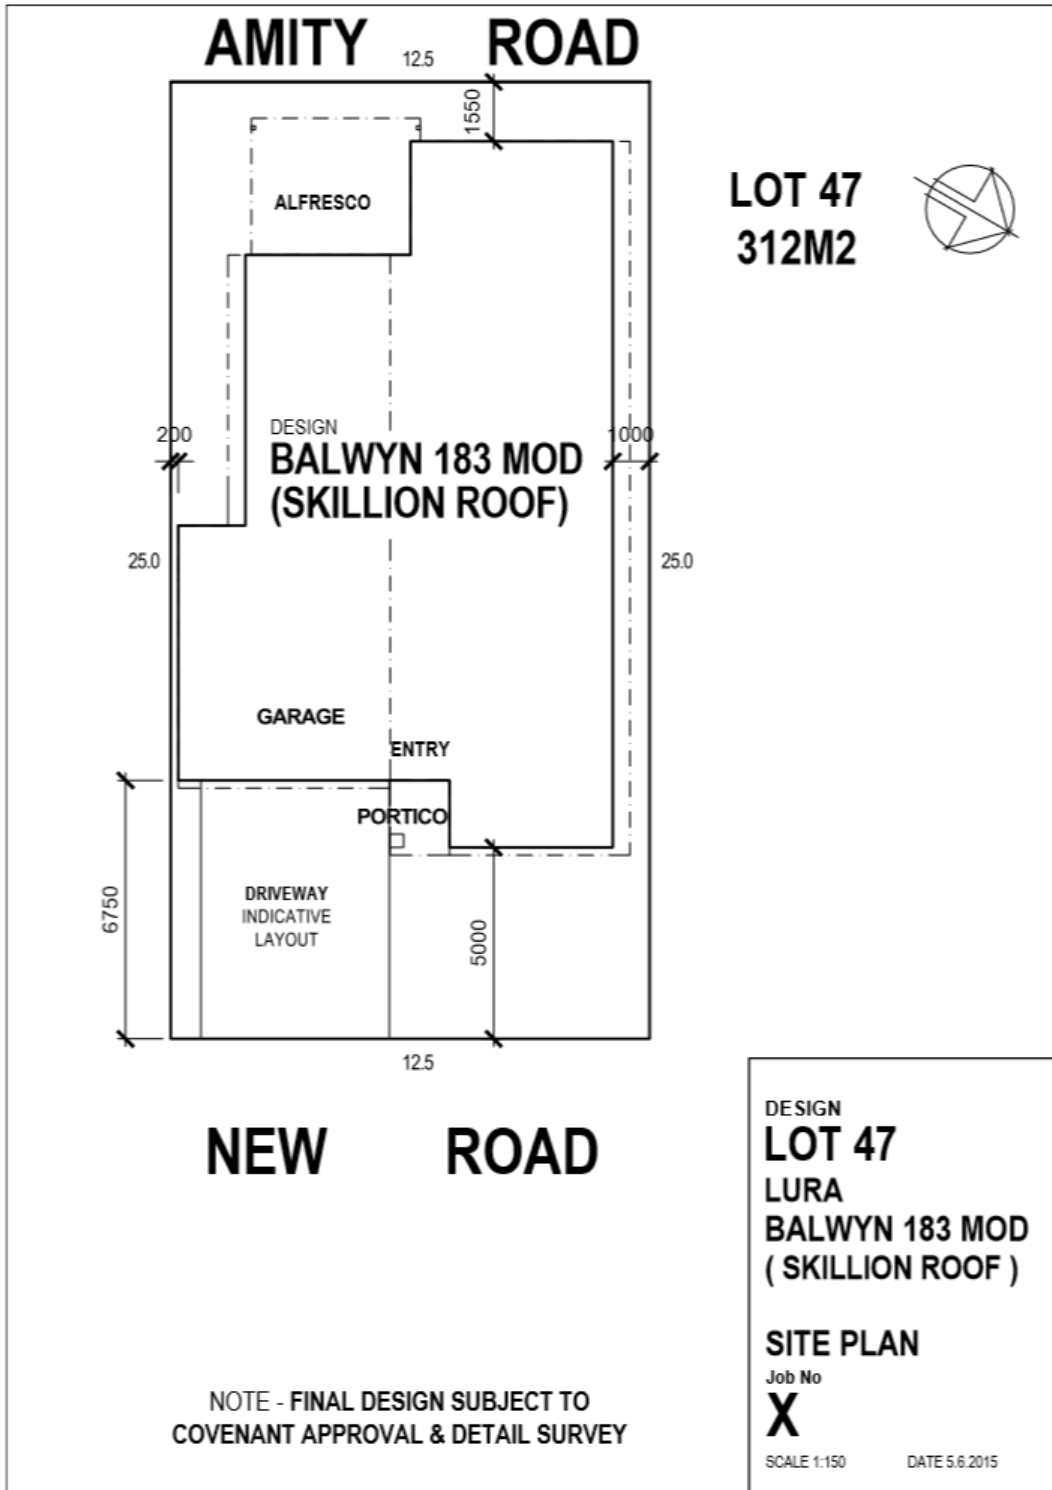 AMITY ROAD
12.5
1550
ALFRESCO
LOT 47
312M2
200
DESIGN
BALWYN 183 MOD
(SKILLION ROOF)
1000
25.0
25.0
GARAGE
ENTRY
PORTICO
6750
DRIVEWAY
INDICATIVE
LAYOUT
5000
12.5
NEW ROAD
DESIGN
LOT 47
LURA
BALWYN 183 MOD
( SKILLION ROOF )
SITE PLAN
Job No
X
SCALE 1:150 DATE 5.6.2015
NOTE - FINAL DESIGN SUBJECT TO
COVENANT APPROVAL & DETAIL SURVEY